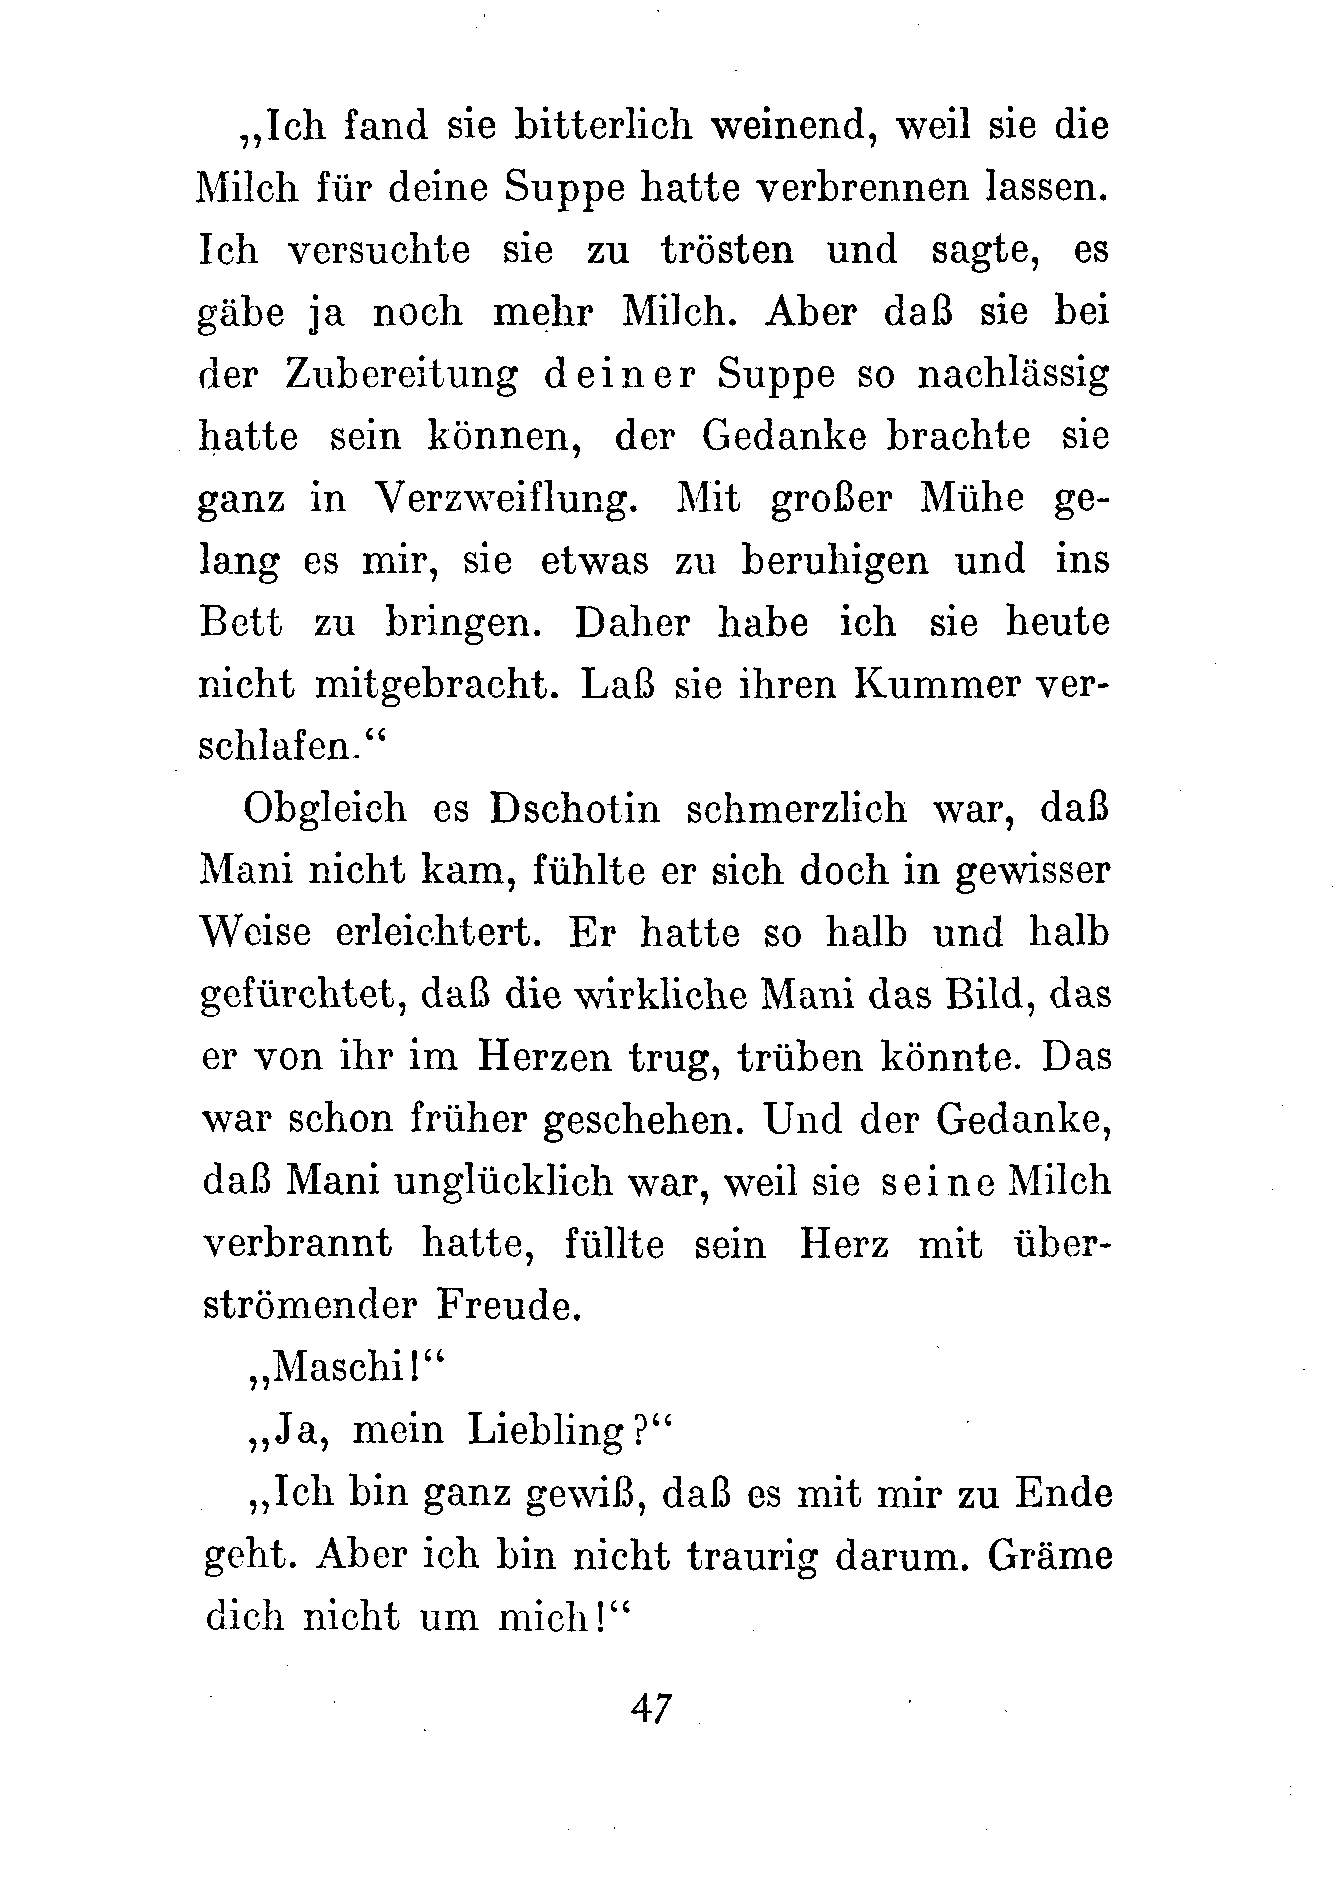 „Ich fand sie bitterlich weinend, weil sie die
Milch für deine Suppe hatte verbrennen lassen.
Ich versuchte sie zu trösten und sagte, es
gäbe ja noch mehr Milch. Aber daß sie bei
der Zubereitung deiner Suppe so nachlässig
hatte sein können, der Gedanke brachte sie
ganz in Verzweiflung. Mit großer Mühe ge-
lang es mir, sie etwas zu beruhigen und ins
Bett zu bringen. Daher habe ich sie heute
nicht mitgebracht. Laß sie ihren Kummer ver-
schlafen.“
Obgleich es Dschotin schmerzlich war, daß
Mani nicht kam, fühlte er sich doch in gewisser
Weise erleichtert. Er hatte so halb und halb
gefürchtet, daß die wirkliche Mani das Bild, das
er von ihr im Herzen trug, trüben könnte. Das
war schon früher geschehen. Und der Gedanke,
daß Mani unglücklich war, weil sie seine Milch
verbrannt hatte, füllte sein Herz mit über-
strömender Freude.
„Maschi!“
„Ja, mein Liebling?“
„Ich bin ganz gewiß, daß es mit mir zu Ende
geht. Aber ich bin nicht traurig darum. Gräme
dich nicht um mich!“
47